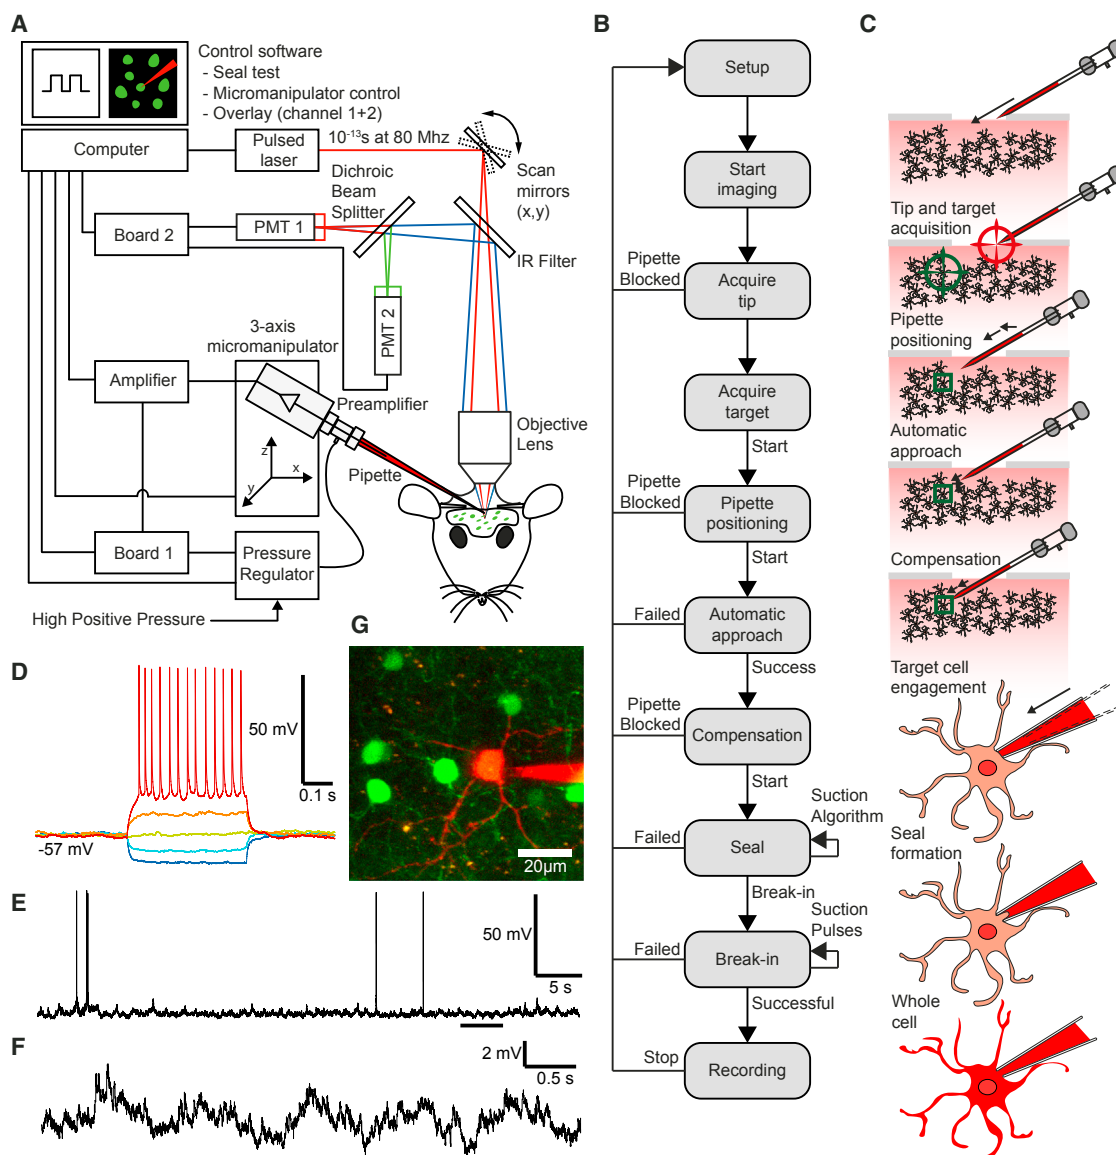 A
Control software
- Seal test
- Micromanipulator control
- Overlay (channel 1+2)
Computer
Pulsed
laser
10⁻¹³s at 80 Mhz
Scan
mirrors
(x,y)
Dichroic
Beam
Splitter
Board 2
PMT 1
IR Filter
PMT 2
3-axis
micromanipulator
Amplifier
Preamplifier
Objective
Lens
Pipette
z
x
y
Board 1
Pressure
Regulator
High Positive Pressure
B
Setup
Start
imaging
Pipette
Blocked
Acquire
tip
Acquire
target
Start
Pipette
Blocked
Pipette
positioning
Start
Failed
Automatic
approach
Success
Pipette
Blocked
Compensation
Start
Suction
Algorithm
Failed
Seal
Break-in
Suction
Pulses
Failed
Break-in
Successful
Stop
Recording
C
Tip and target
acquisition
Pipette
positioning
Automatic
approach
Compensation
Target cell
engagement
Seal
formation
Whole
cell
D
50 mV
0.1 s
-57 mV
G
20µm
E
50 mV
5 s
F
2 mV
0.5 s